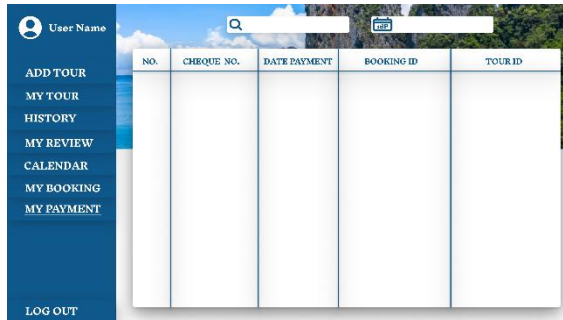 User Name
NO. CHEQUE NO. DATE PAYMENT BOOKING ID TOUR ID
ADD TOUR
MY TOUR
HISTORY
MY REVIEW
CALENDAR
MY BOOKING
MY PAYMENT
LOG OUT